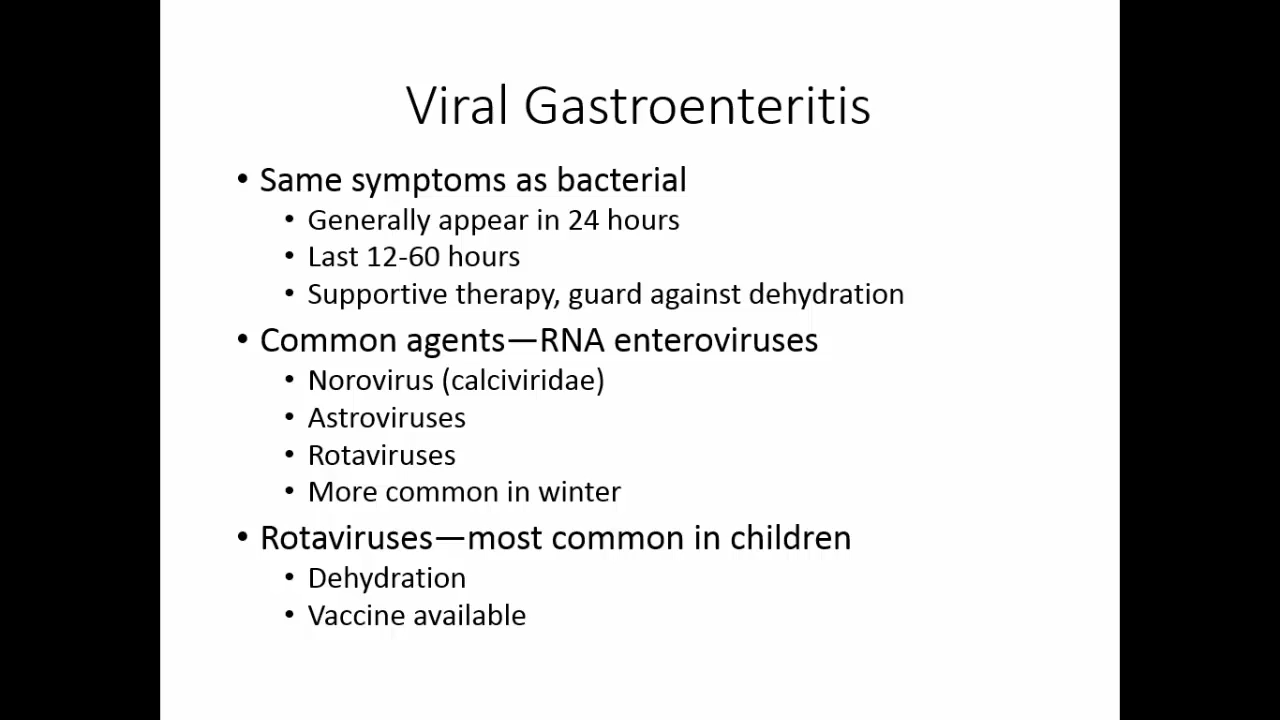 Viral Gastroenteritis
• Same symptoms as bacterial
• Generally appear in 24 hours
• Last 12-60 hours
• Supportive therapy, guard against dehydration
• Common agents—RNA enteroviruses
• Norovirus (calciviridae)
• Astroviruses
• Rotaviruses
• More common in winter
• Rotaviruses—most common in children
• Dehydration
• Vaccine available